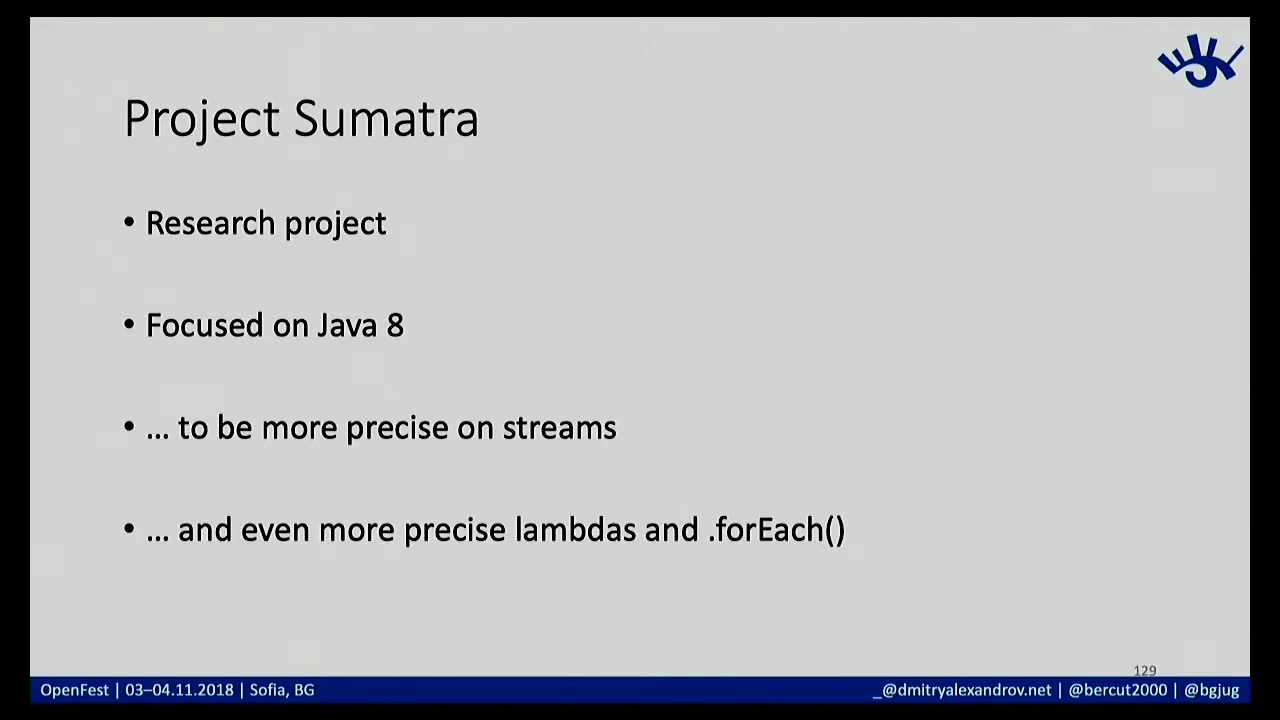 Project Sumatra
• Research project
• Focused on Java 8
• … to be more precise on streams
• … and even more precise lambdas and .forEach()
129
OpenFest | 03–04.11.2018 | Sofia, BG
_@dmitryalexandrov.net | @bercut2000 | @bgjug